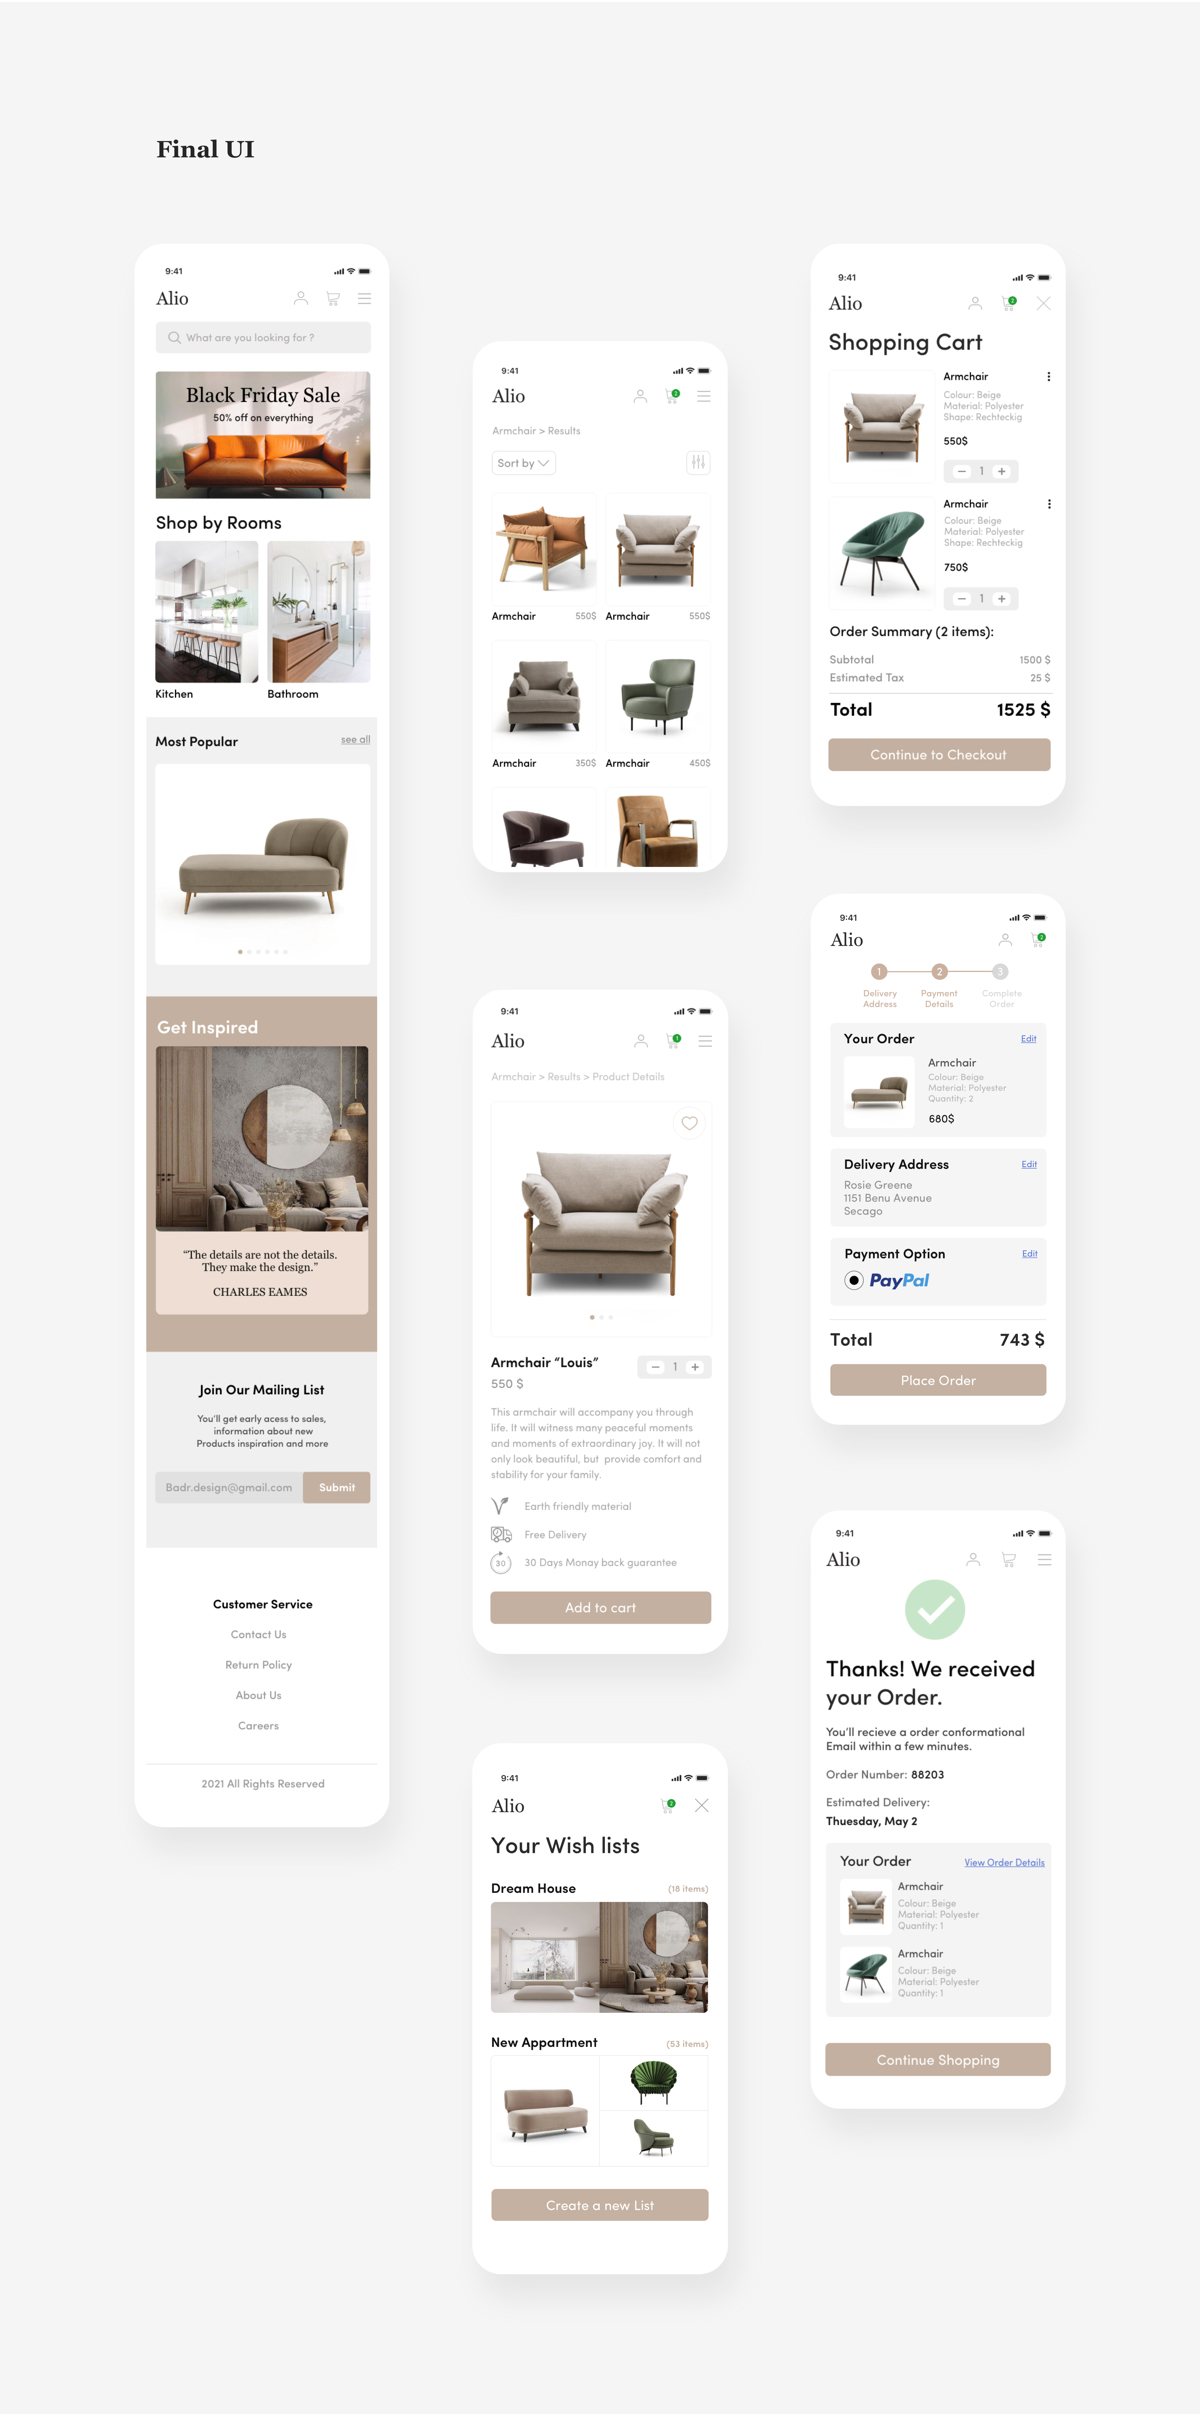 Final UI
9:41
Alio
What are you looking for ?
Black Friday Sale
50% off on everything
Shop by Rooms
Kitchen
Bathroom
Most Popular
see all
Get Inspired
“The details are not the details.
They make the design.”
CHARLES EAMES
Join Our Mailing List
You’ll get early acess to sales,
information about new
Products inspiration and more
Badr.design@gmail.com
Submit
Customer Service
Contact Us
Return Policy
About Us
Careers
2021 All Rights Reserved
9:41
Alio
2
Armchair > Results
Sort by
Armchair 550$
Armchair 550$
Armchair 350$
Armchair 450$
9:41
Alio
1
Armchair > Results > Product Details
Armchair “Louis”
1
550 $
This armchair will accompany you through
life. It will witness many peaceful moments
and moments of extraordinary joy. It will not
only look beautiful, but provide comfort and
stability for your family.
Earth friendly material
Free Delivery
30
30 Days Monay back guarantee
Add to cart
9:41
Alio
2
Your Wish lists
Dream House
(18 items)
New Appartment
(53 items)
Create a new List
9:41
Alio
2
Shopping Cart
Armchair
Colour: Beige
Material: Polyester
Shape: Rechteckig
550$
1
Armchair
Colour: Beige
Material: Polyester
Shape: Rechteckig
750$
1
Order Summary (2 items):
Subtotal 1500 $
Estimated Tax 25 $
Total 1525 $
Continue to Checkout
9:41
Alio
2
1 2 3
Delivery
Address
Payment
Details
Complete
Order
Your Order
Edit
Armchair
Colour: Beige
Material: Polyester
Quantity: 2
680$
Delivery Address
Edit
Rosie Greene
1151 Benu Avenue
Secago
Payment Option
Edit
PayPal
Total 743 $
Place Order
9:41
Alio
Thanks! We received
your Order.
You’ll recieve a order conformational
Email within a few minutes.
Order Number: 88203
Estimated Delivery:
Thuesday, May 2
Your Order
View Order Details
Armchair
Colour: Beige
Material: Polyester
Quantity: 1
Armchair
Colour: Beige
Material: Polyester
Quantity: 1
Continue Shopping